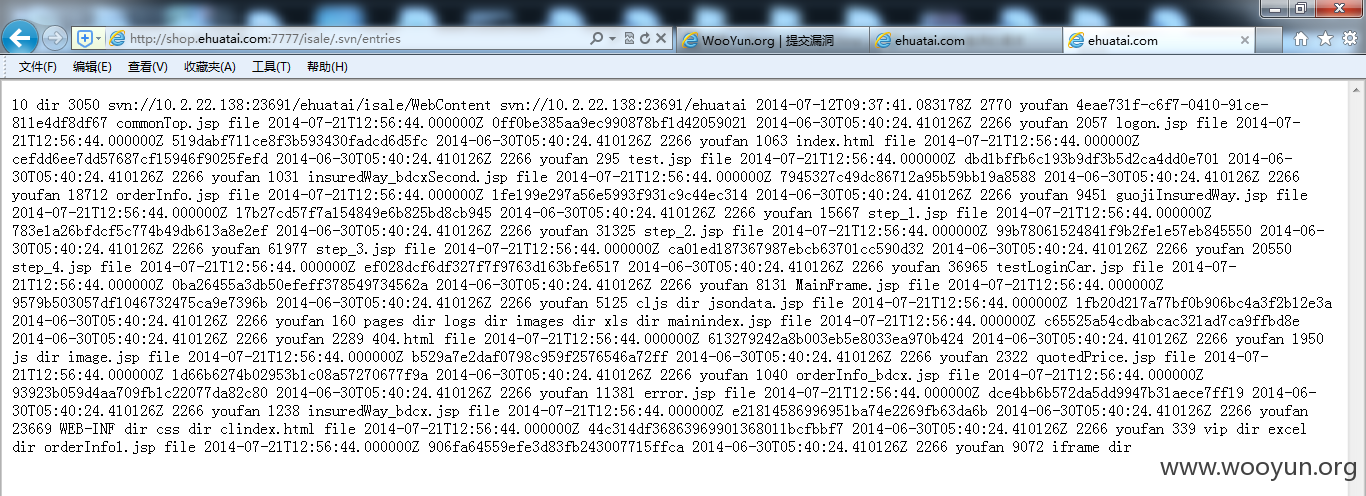 http://shop.ehuatai.com:7777/isale/.svn/entries
WooYun.org | 提交漏洞
ehuatai.com
ehuatai.com
文件(F) 编辑(E) 查看(V) 收藏夹(A) 工具(T) 帮助(H)
10 dir 3050 svn://10.2.22.138:23691/ehuatai/isale/WebContent svn://10.2.22.138:23691/ehuatai 2014-07-12T09:37:41.083178Z 2770 youfan 4eae731f-c6f7-0410-91ce-
811e4df8df67 commonTop.jsp file 2014-07-21T12:56:44.000000Z 0ff0be385aa9ec990878bf1d42059021 2014-06-30T05:40:24.410126Z 2266 youfan 2057 logon.jsp file 2014-07-
21T12:56:44.000000Z 519dabf711ce8f3b593430fadcd6d5fc 2014-06-30T05:40:24.410126Z 2266 youfan 1063 index.html file 2014-07-21T12:56:44.000000Z
cefdd6ee7dd57687cf15946f9025fefd 2014-06-30T05:40:24.410126Z 2266 youfan 295 test.jsp file 2014-07-21T12:56:44.000000Z dbd1bffb6c193b9df3b5d2ca4dd0e701 2014-06-
30T05:40:24.410126Z 2266 youfan 1031 insuredWay_bdcxSecond.jsp file 2014-07-21T12:56:44.000000Z 7945327c49dc86712a95b59bb19a8588 2014-06-30T05:40:24.410126Z 2266
youfan 18712 orderInfo.jsp file 2014-07-21T12:56:44.000000Z 1fe199e297a56e5993f931c9c44ec314 2014-06-30T05:40:24.410126Z 2266 youfan 9451 guojiInsuredWay.jsp file
2014-07-21T12:56:44.000000Z 17b27cd57f7a154849e6b825bd8cb945 2014-06-30T05:40:24.410126Z 2266 youfan 15667 step_1.jsp file 2014-07-21T12:56:44.000000Z
783e1a26bfdcf5c774b49db613a8e2ef 2014-06-30T05:40:24.410126Z 2266 youfan 31325 step_2.jsp file 2014-07-21T12:56:44.000000Z 99b78061524841f9b2fe1e57eb845550 2014-06-
30T05:40:24.410126Z 2266 youfan 61977 step_3.jsp file 2014-07-21T12:56:44.000000Z ca01ed187367987ebcb63701cc590d32 2014-06-30T05:40:24.410126Z 2266 youfan 20550
step_4.jsp file 2014-07-21T12:56:44.000000Z ef028dcf6df327f7f9763d163bfe6517 2014-06-30T05:40:24.410126Z 2266 youfan 36965 testLoginCar.jsp file 2014-07-
21T12:56:44.000000Z 0ba26455a3db50efeff378549734562a 2014-06-30T05:40:24.410126Z 2266 youfan 8131 MainFrame.jsp file 2014-07-21T12:56:44.000000Z
9579b503057df1046732475ca9e7396b 2014-06-30T05:40:24.410126Z 2266 youfan 5125 cljs dir jsondata.jsp file 2014-07-21T12:56:44.000000Z 1fb20d217a77bf0b906bc4a3f2b12e3a
2014-06-30T05:40:24.410126Z 2266 youfan 160 pages dir logs dir images dir xls dir mainindex.jsp file 2014-07-21T12:56:44.000000Z c65525a54cdbabcac321ad7ca9ffbd8e
2014-06-30T05:40:24.410126Z 2266 youfan 2289 404.html file 2014-07-21T12:56:44.000000Z 613279242a8b003eb5e8033ea970b424 2014-06-30T05:40:24.410126Z 2266 youfan 1950
js dir image.jsp file 2014-07-21T12:56:44.000000Z b529a7e2daf0798c959f2576546a72ff 2014-06-30T05:40:24.410126Z 2266 youfan 2322 quotedPrice.jsp file 2014-07-
21T12:56:44.000000Z 1d66b6274b02953b1c08a57270677f9a 2014-06-30T05:40:24.410126Z 2266 youfan 1040 orderInfo_bdcx.jsp file 2014-07-21T12:56:44.000000Z
93923b059d4aa709fb1c22077da82c80 2014-06-30T05:40:24.410126Z 2266 youfan 11381 error.jsp file 2014-07-21T12:56:44.000000Z dce4bb6b572da5dd9947b31aece7ff19 2014-06-
30T05:40:24.410126Z 2266 youfan 1238 insuredWay_bdcx.jsp file 2014-07-21T12:56:44.000000Z e21814586996951ba74e2269fb63da6b 2014-06-30T05:40:24.410126Z 2266 youfan
23669 WEB-INF dir css dir clindex.html file 2014-07-21T12:56:44.000000Z 44c314df36863969901368011bcfbbf7 2014-06-30T05:40:24.410126Z 2266 youfan 339 vip dir excel
dir orderInfo1.jsp file 2014-07-21T12:56:44.000000Z 906fa64559efe3d83fb243007715ffca 2014-06-30T05:40:24.410126Z 2266 youfan 9072 iframe dir
www.wooyun.org